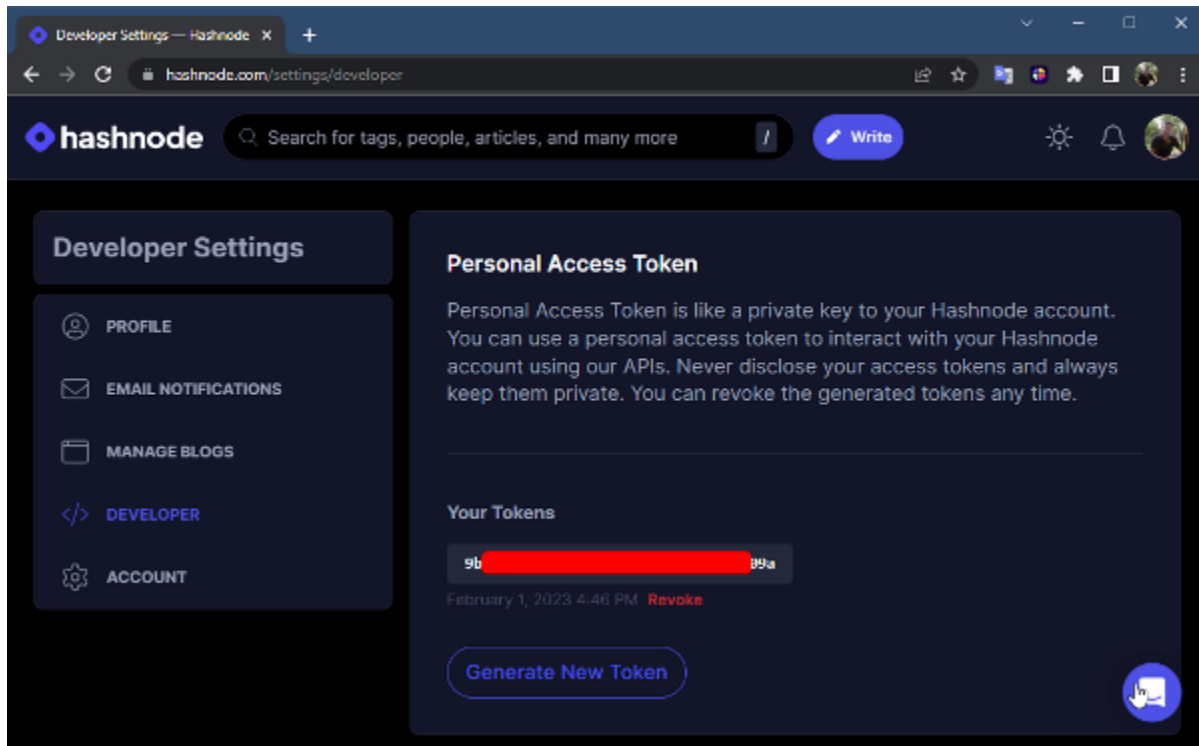 Developer Settings — Hashnode
hashnode.com/settings/developer
hashnode
Search for tags, people, articles, and many more
/
Write
Developer Settings
PROFILE
EMAIL NOTIFICATIONS
MANAGE BLOGS
DEVELOPER
ACCOUNT
Personal Access Token
Personal Access Token is like a private key to your Hashnode account.
You can use a personal access token to interact with your Hashnode
account using our APIs. Never disclose your access tokens and always
keep them private. You can revoke the generated tokens any time.
Your Tokens
9b 09a
February 1, 2023 4:46 PM Revoke
Generate New Token